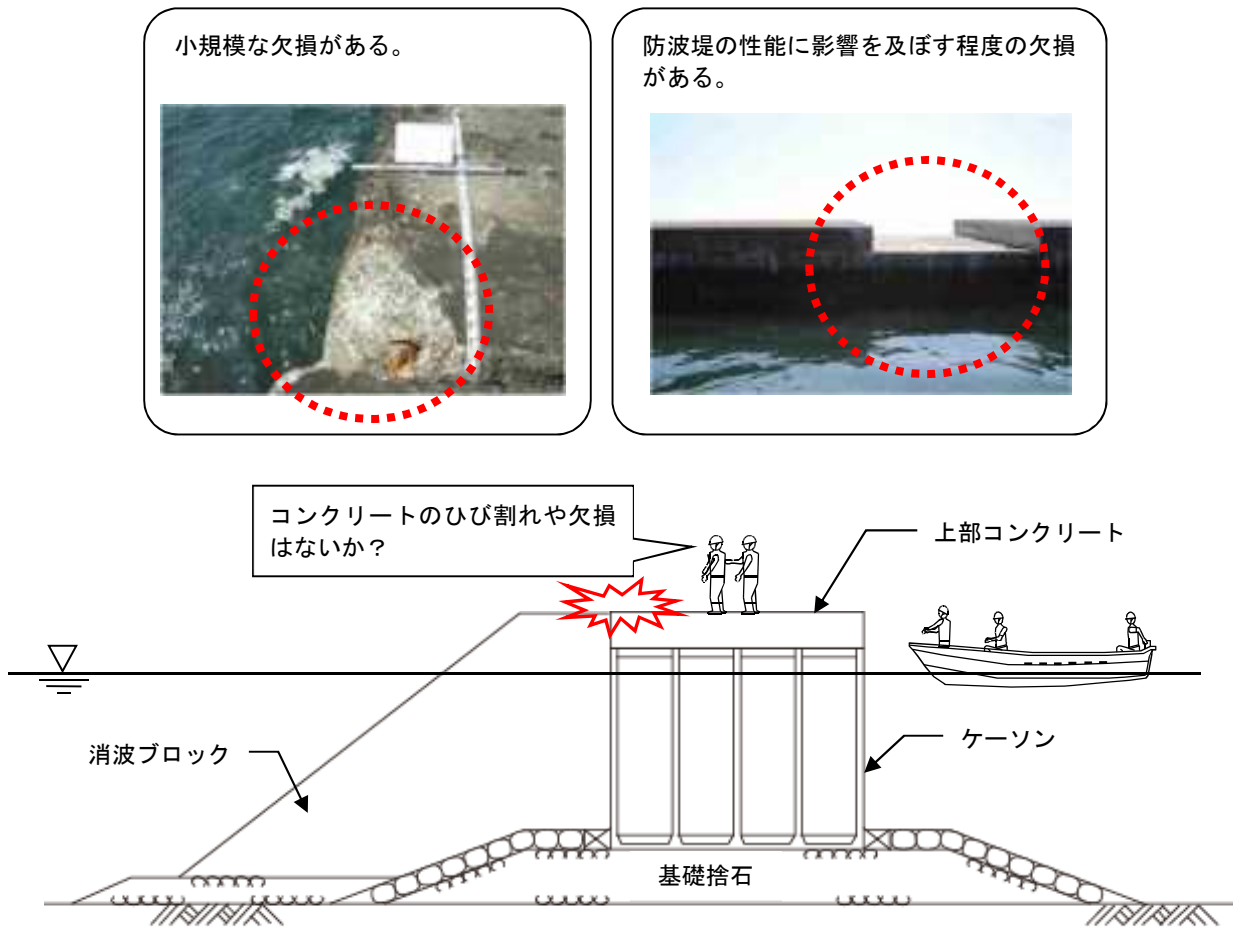 小規模な欠損がある。
防波堤の性能に影響を及ぼす程度の欠損
がある。
コンクリートのひび割れや欠損
はないか？
上部コンクリート
消波ブロック
ケーソン
基礎捨石